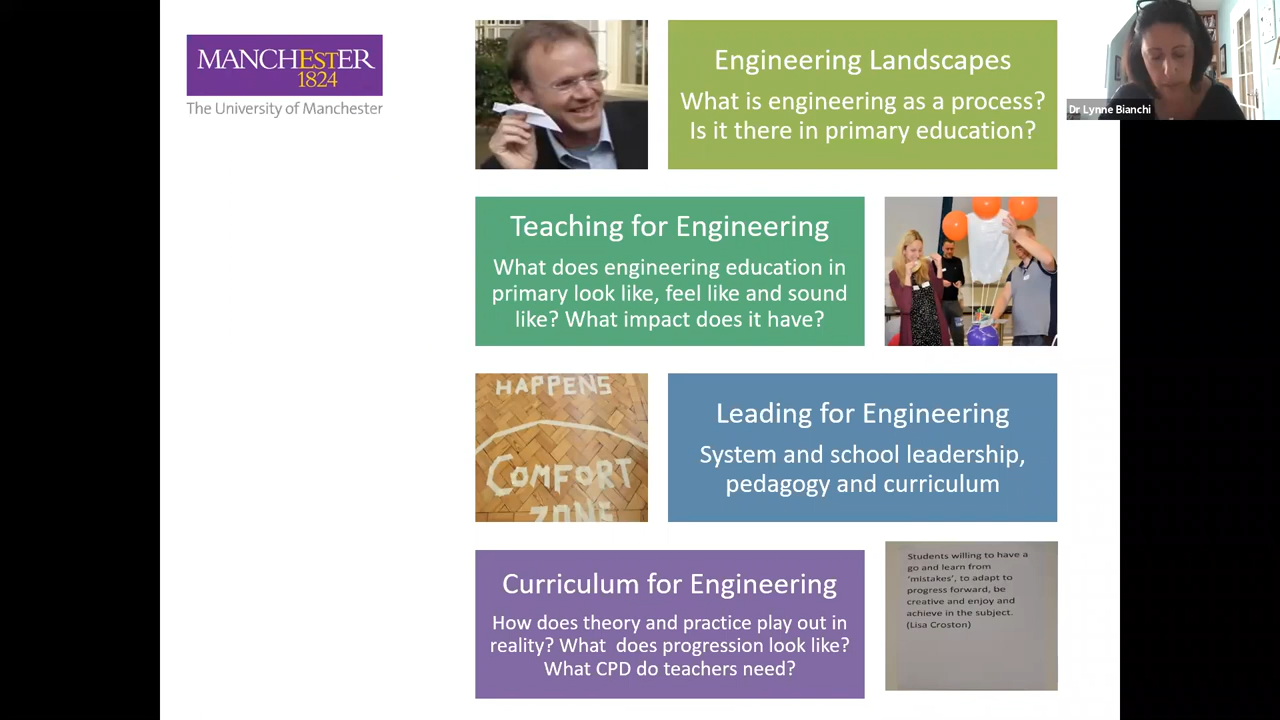 MANCHESTER
1824
The University of Manchester
Engineering Landscapes
What is engineering as a process?
Is it there in primary education?
Dr Lynne Bianchi
Teaching for Engineering
What does engineering education in
primary look like, feel like and sound
like? What impact does it have?
HAPPENS
COMFORT
ZONE
Leading for Engineering
System and school leadership,
pedagogy and curriculum
Curriculum for Engineering
How does theory and practice play out in
reality? What  does progression look like?
What CPD do teachers need?
Students willing to have a
go and learn from
'mistakes', to adapt to
progress forward, be
creative and enjoy and
achieve in the subject.
(Lisa Croston)